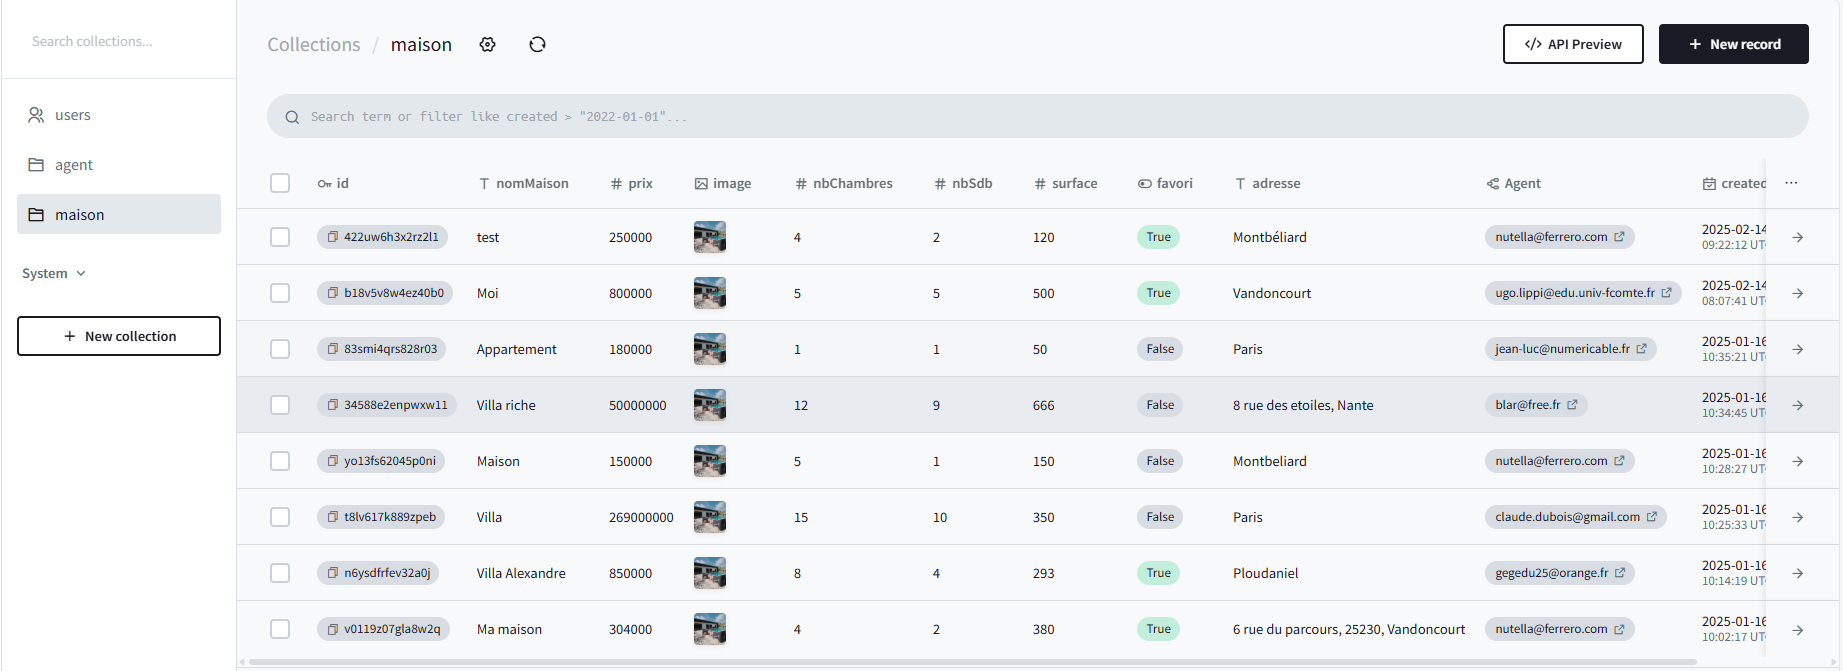 Search collections...
users
agent
maison
System
New collection
Collections / maison
API Preview
New record
Search term or filter like created > "2022-01-01"...
id nomMaison prix image nbChambres nbSdb surface favori adresse Agent created
422uw6h3x2rz2l1 test 250000 4 2 120 True Montbéliard nutella@ferrero.com 2025-02-14
09:22:12 UT
b18v5v8w4ez40b0 Moi 800000 5 5 500 True Vandoncourt ugo.lippi@edu.univ-fcomte.fr 2025-02-14
08:07:41 UT
83smi4qrs828r03 Appartement 180000 1 1 50 False Paris jean-luc@numericable.fr 2025-01-16
10:35:21 UT
34588e2enpwxw11 Villa riche 50000000 12 9 666 False 8 rue des etoiles, Nante blar@free.fr 2025-01-16
10:34:45 UT
yo13fs62045p0ni Maison 150000 5 1 150 False Montbeliard nutella@ferrero.com 2025-01-16
10:28:27 UT
t8lv617k889zpeb Villa 269000000 15 10 350 False Paris claude.dubois@gmail.com 2025-01-16
10:25:33 UT
n6ysdfrfev32a0j Villa Alexandre 850000 8 4 293 True Ploudaniel gegedu25@orange.fr 2025-01-16
10:14:19 UT
v0119z07gla8w2q Ma maison 304000 4 2 380 True 6 rue du parcours, 25230, Vandoncourt nutella@ferrero.com 2025-01-16
10:02:17 UT